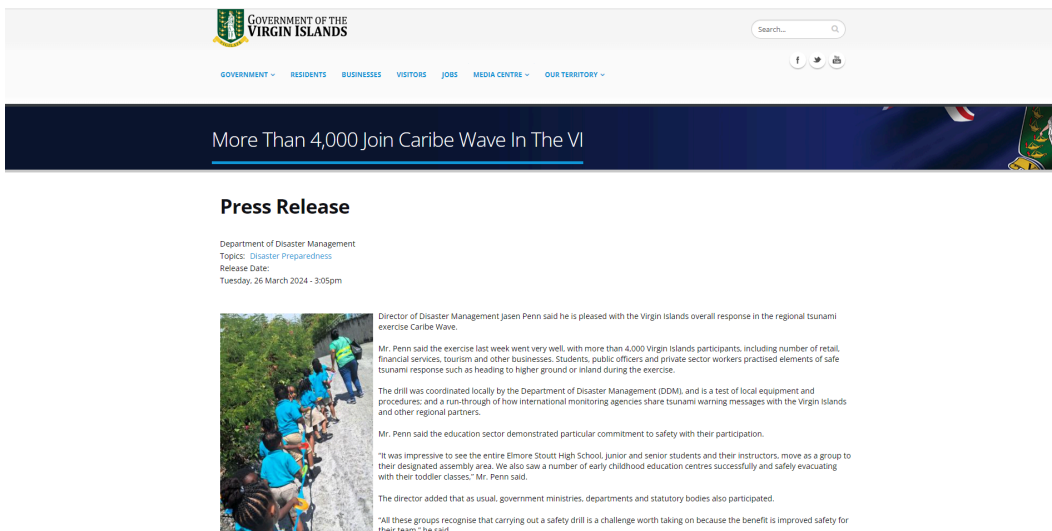 GOVERNMENT OF THE
VIRGIN ISLANDS
Search...
GOVERNMENT RESIDENTS BUSINESSES VISITORS JOBS MEDIA CENTRE OUR TERRITORY
More Than 4,000 Join Caribe Wave In The VI
Press Release
Department of Disaster Management
Topics: Disaster Preparedness
Release Date:
Tuesday, 26 March 2024 - 3:05pm
Director of Disaster Management Jasen Penn said he is pleased with the Virgin Islands overall response in the regional tsunami
exercise Caribe Wave.
Mr. Penn said the exercise last week went very well, with more than 4,000 Virgin Islands participants, including number of retail,
financial services, tourism and other businesses. Students, public officers and private sector workers practised elements of safe
tsunami response such as heading to higher ground or inland during the exercise.
The drill was coordinated locally by the Department of Disaster Management (DDM), and is a test of local equipment and
procedures; and a run-through of how international monitoring agencies share tsunami warning messages with the Virgin Islands
and other regional partners.
Mr. Penn said the education sector demonstrated particular commitment to safety with their participation.
"It was impressive to see the entire Elmore Stoutt High School, junior and senior students and their instructors, move as a group to
their designated assembly area. We also saw a number of early childhood education centres successfully and safely evacuating
with their toddler classes," Mr. Penn said.
The director added that as usual, government ministries, departments and statutory bodies also participated.
"All these groups recognise that carrying out a safety drill is a challenge worth taking on because the benefit is improved safety for
their team," he said.